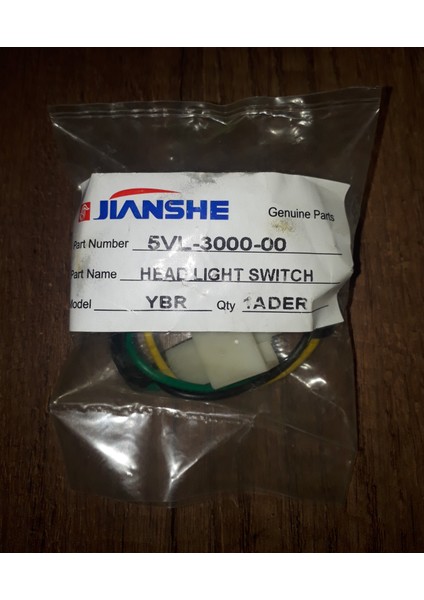 JIANSHE Genuine Parts
Part Number 5VL-3000-00
Part Name HEAD LIGHT SWITCH
Model YBR Qty 1ADER